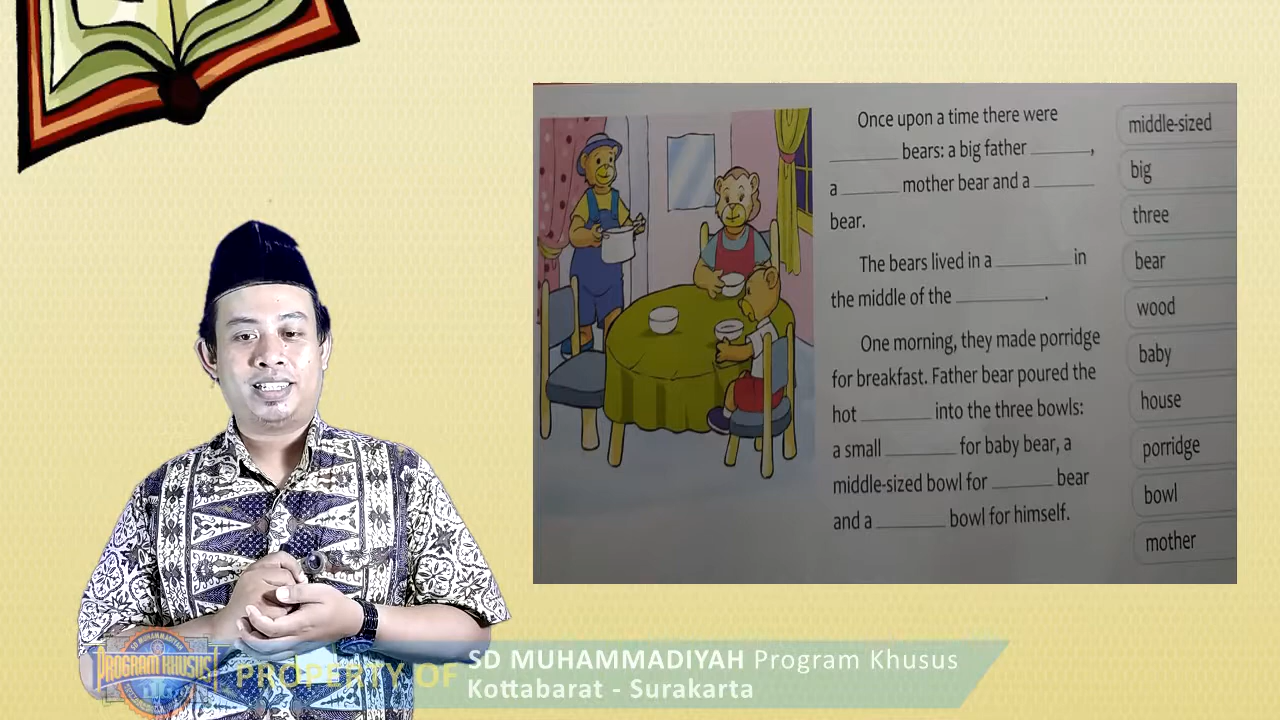 Once upon a time there were
_______ bears: a big father _______,
a _______ mother bear and a _______
bear.
The bears lived in a _______ in
the middle of the _______.
One morning, they made porridge
for breakfast. Father bear poured the
hot _______ into the three bowls:
a small _______ for baby bear, a
middle-sized bowl for _______ bear
and a _______ bowl for himself.
middle-sized
big
three
bear
wood
baby
house
porridge
bowl
mother
SD MUHAMMADIYAH
PROGRAM KHUSUS
PROPERTY OF
SD MUHAMMADIYAH Program Khusus
Kottabarat - Surakarta